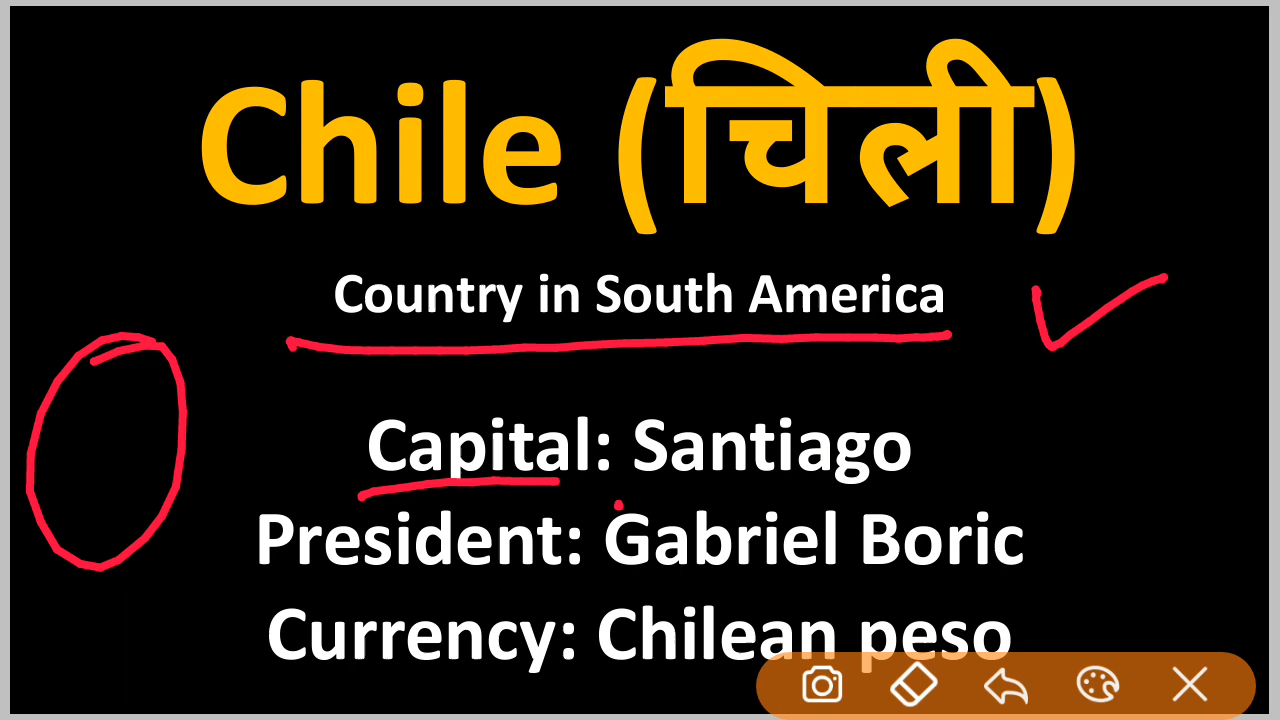 Chile (चिली)
Country in South America
Capital: Santiago
President: Gabriel Boric
Currency: Chilean peso